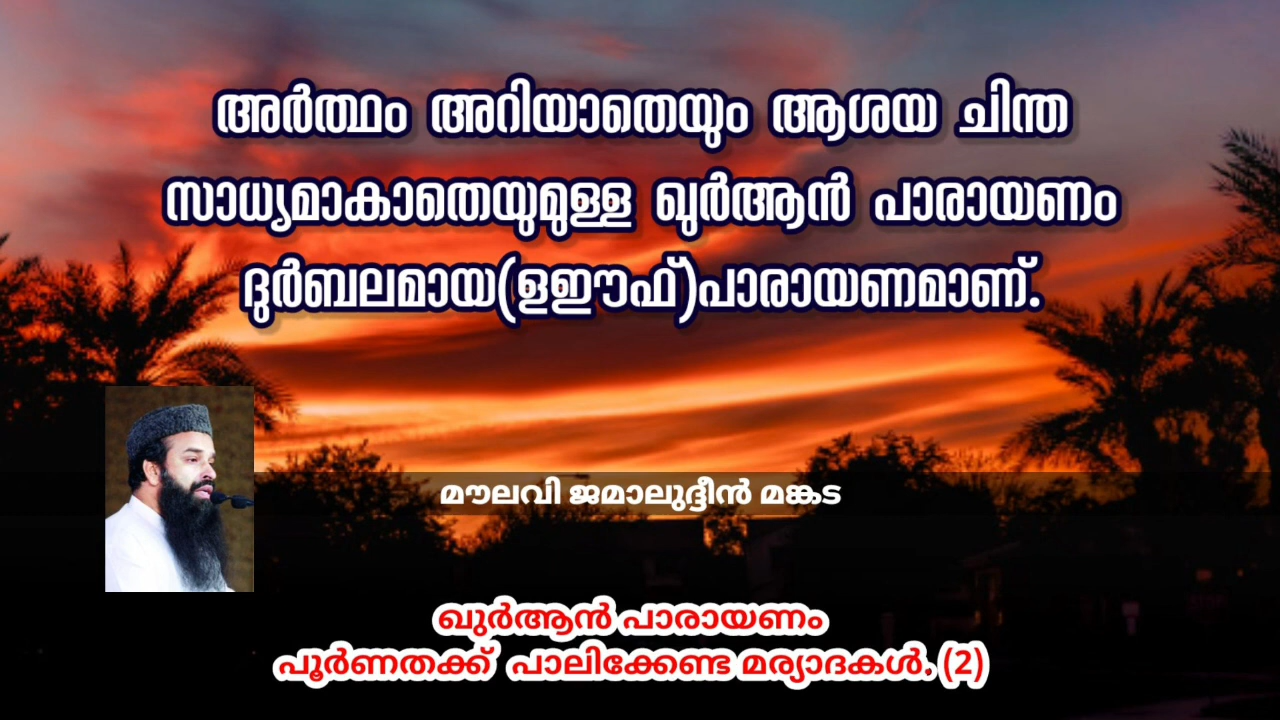 അർത്ഥം അറിയാതെയും ആശയ ചിന്ത
സാധ്യമാകാതെയുമുള്ള ഖുർആൻ പാരായണം
ദുർബലമായ(ളഈഫ്)പാരായണമാണ്.
മൗലവി ജമാലുദ്ദീൻ മങ്കട
ഖുർആൻ പാരായണം
പൂർണതക്ക് പാലിക്കേണ്ട മര്യാദകൾ. (2)